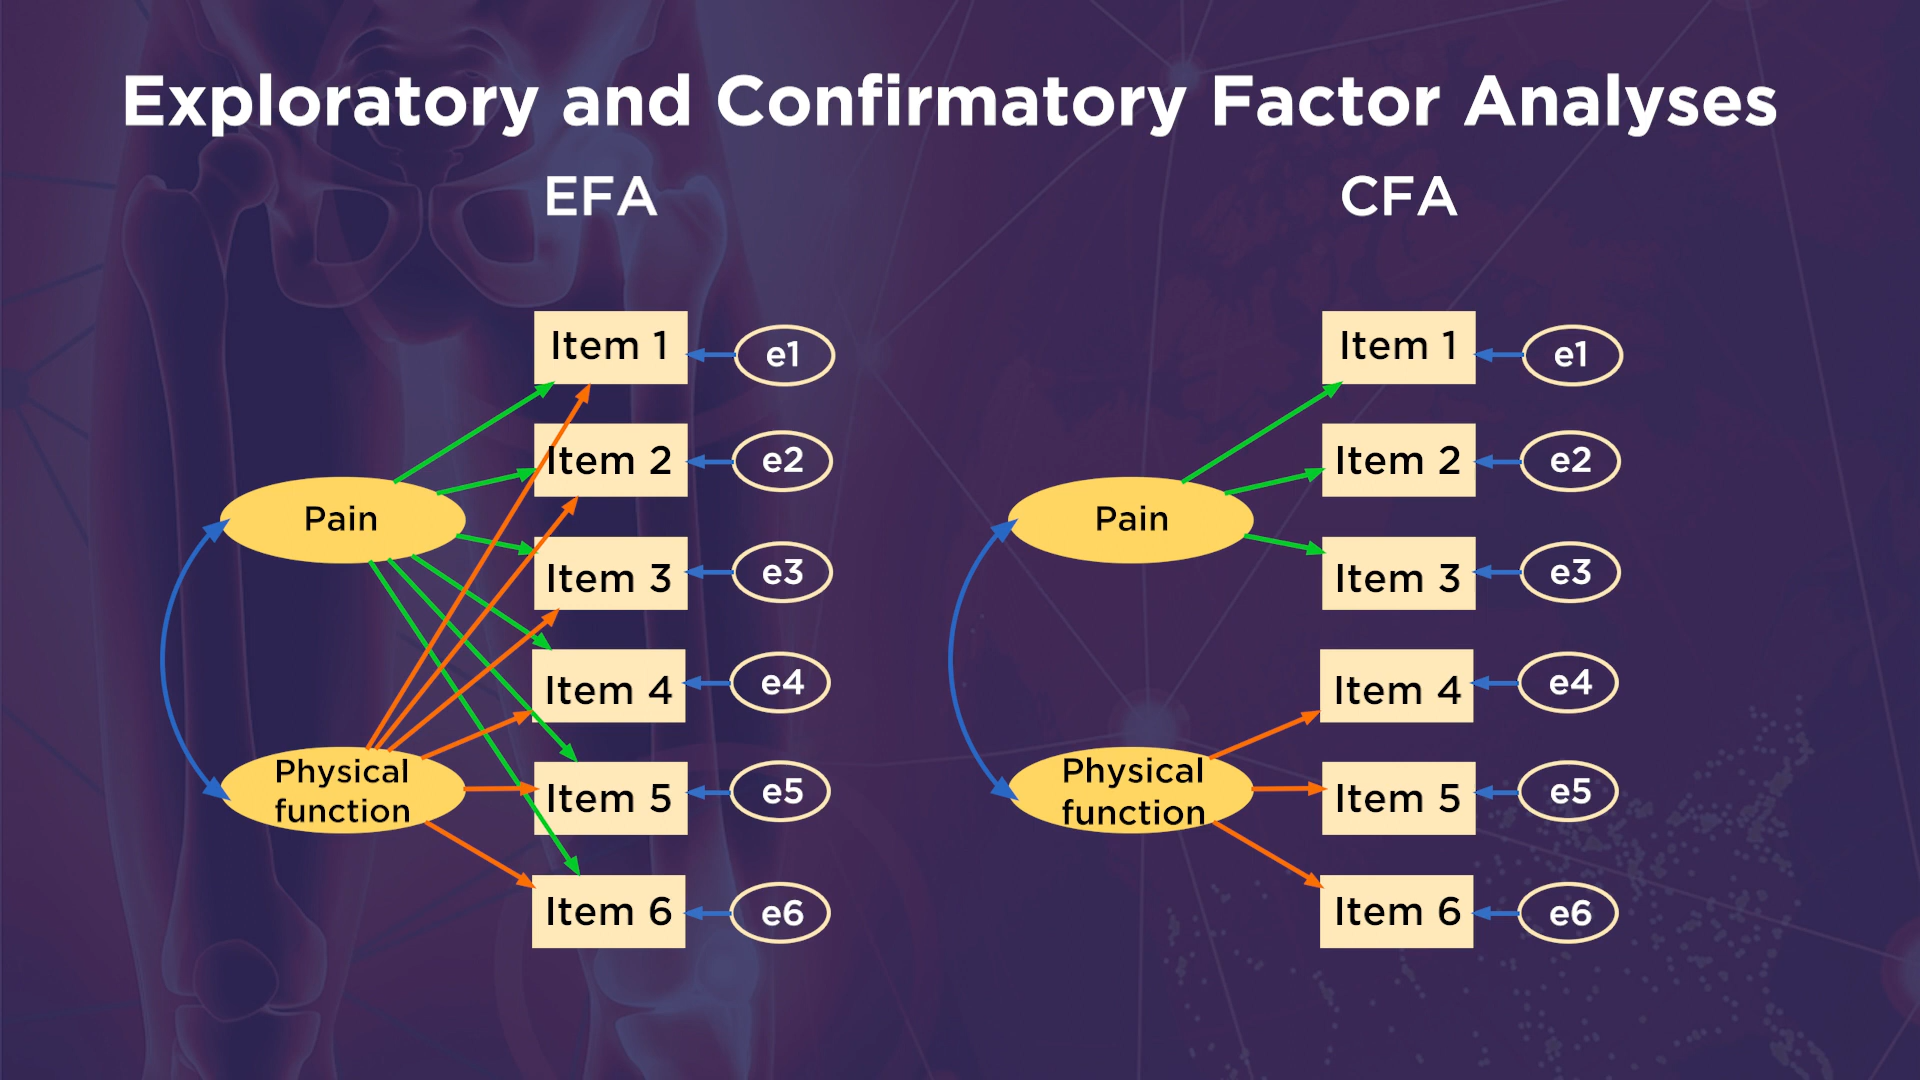 Exploratory and Confirmatory Factor Analyses
EFA
Item 1
e1
Item 2
e2
Pain
Item 3
e3
Item 4
e4
Physical
function
Item 5
e5
Item 6
e6
CFA
Item 1
e1
Item 2
e2
Pain
Item 3
e3
Item 4
e4
Physical
function
Item 5
e5
Item 6
e6